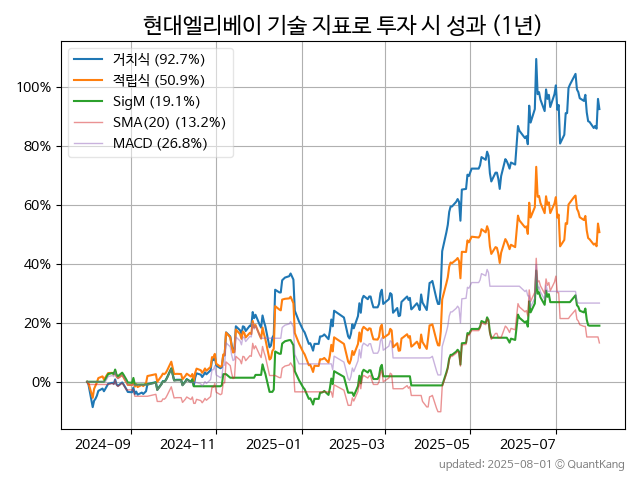 현대엘리베이 기술 지표로 투자 시 성과 (1년)
거치식 (92.7%)
적립식 (50.9%)
SigM (19.1%)
SMA(20) (13.2%)
MACD (26.8%)
100%
80%
60%
40%
20%
0%
2024-09 2024-11 2025-01 2025-03 2025-05 2025-07
updated: 2025-08-01 © QuantKang